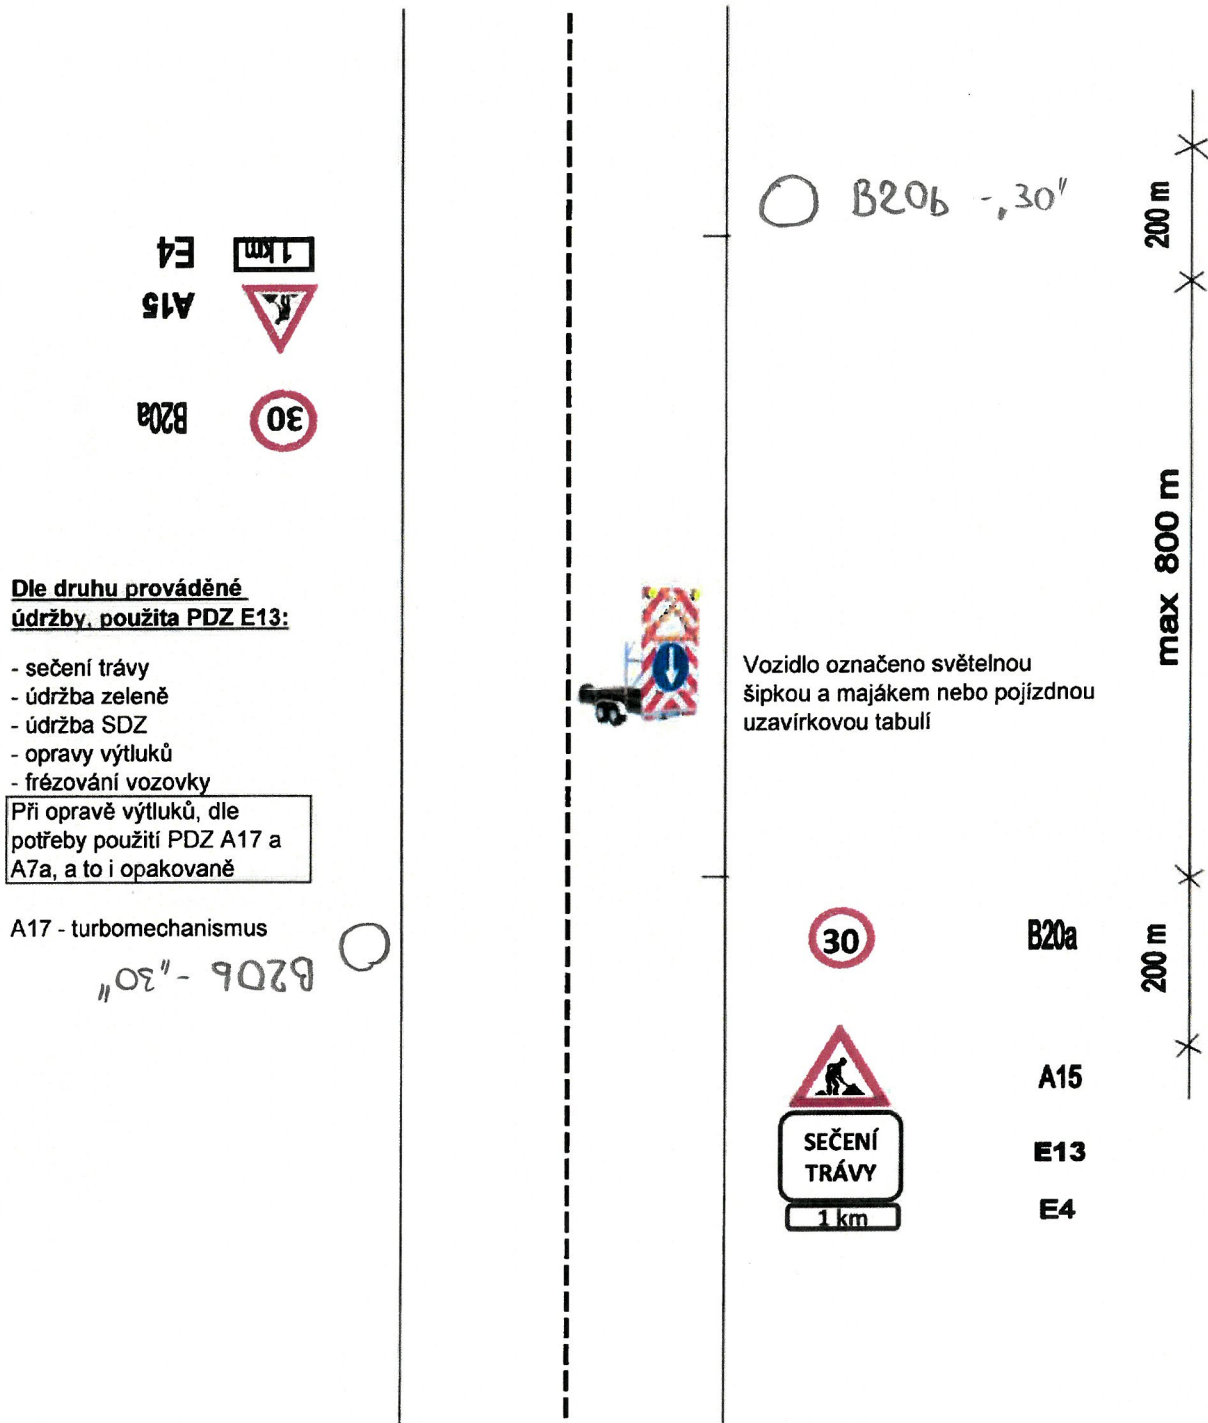 B20b -„30"
200 m
E4
1 km
A15
B20a
30
max 800 m
Dle druhu prováděné
údržby, použita PDZ E13:
- sečení trávy
- údržba zeleně
- údržba SDZ
- opravy výtluků
- frézování vozovky
Při opravě výtluků, dle
potřeby použití PDZ A17 a
A7a, a to i opakovaně
A17 - turbomechanismus
B20b -„30"
Vozidlo označeno světelnou
šipkou a majákem nebo pojízdnou
uzavírkovou tabulí
30
B20a
200 m
A15
SEČENÍ
TRÁVY
E13
1 km
E4